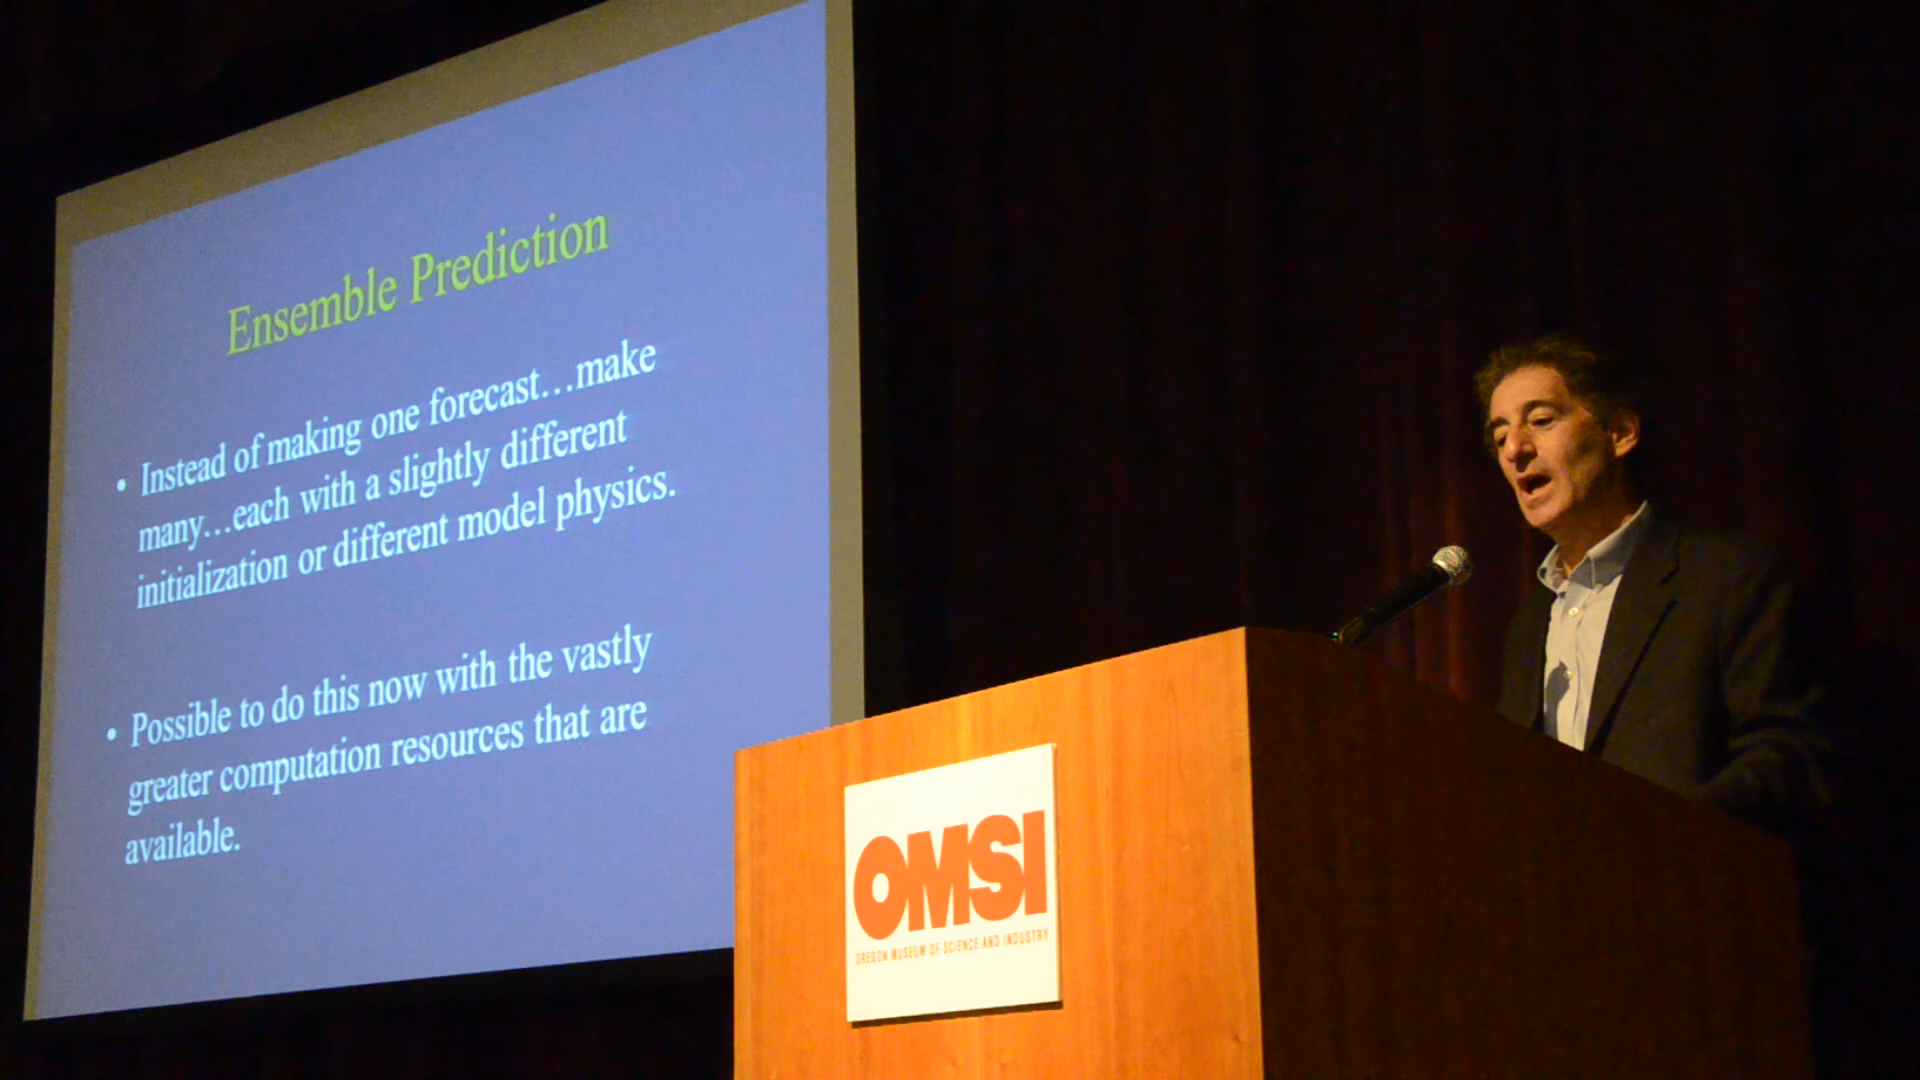 Ensemble Prediction
• Instead of making one forecast…make
many…each with a slightly different
initialization or different model physics.
• Possible to do this now with the vastly
greater computation resources that are
available.
OMSI
OREGON MUSEUM OF SCIENCE AND INDUSTRY